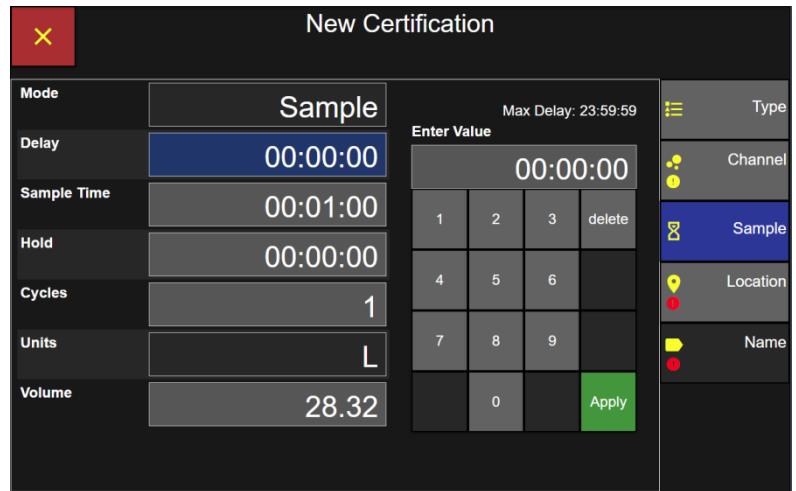 New Certification
Mode
Sample
Delay
00:00:00
Sample Time
00:01:00
Hold
00:00:00
Cycles
1
Units
L
Volume
28.32
Max Delay: 23:59:59
Enter Value
00:00:00
1 2 3 delete
4 5 6
7 8 9
0 Apply
Type
Channel
Sample
Location
Name